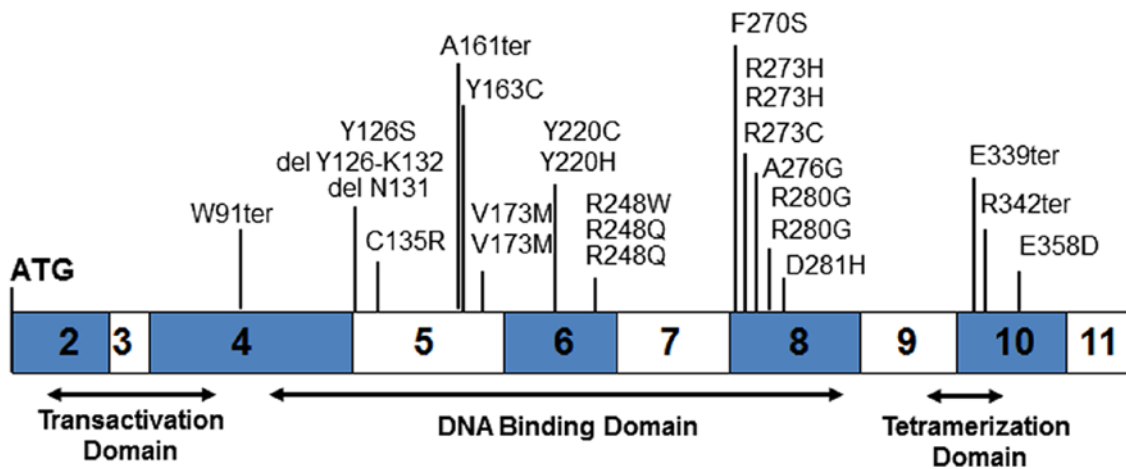 F270S
A161ter
R273H
Y163C
R273H
Y126S
Y220C
R273C
del Y126-K132
Y220H
A276G
E339ter
del N131
R280G
W91ter
V173M
R248W
R342ter
V173M
R248Q
R280G
C135R
R248Q
D281H
E358D
ATG
2 3 4 5 6 7 8 9 10 11
Transactivation
Domain
DNA Binding Domain
Tetramerization
Domain